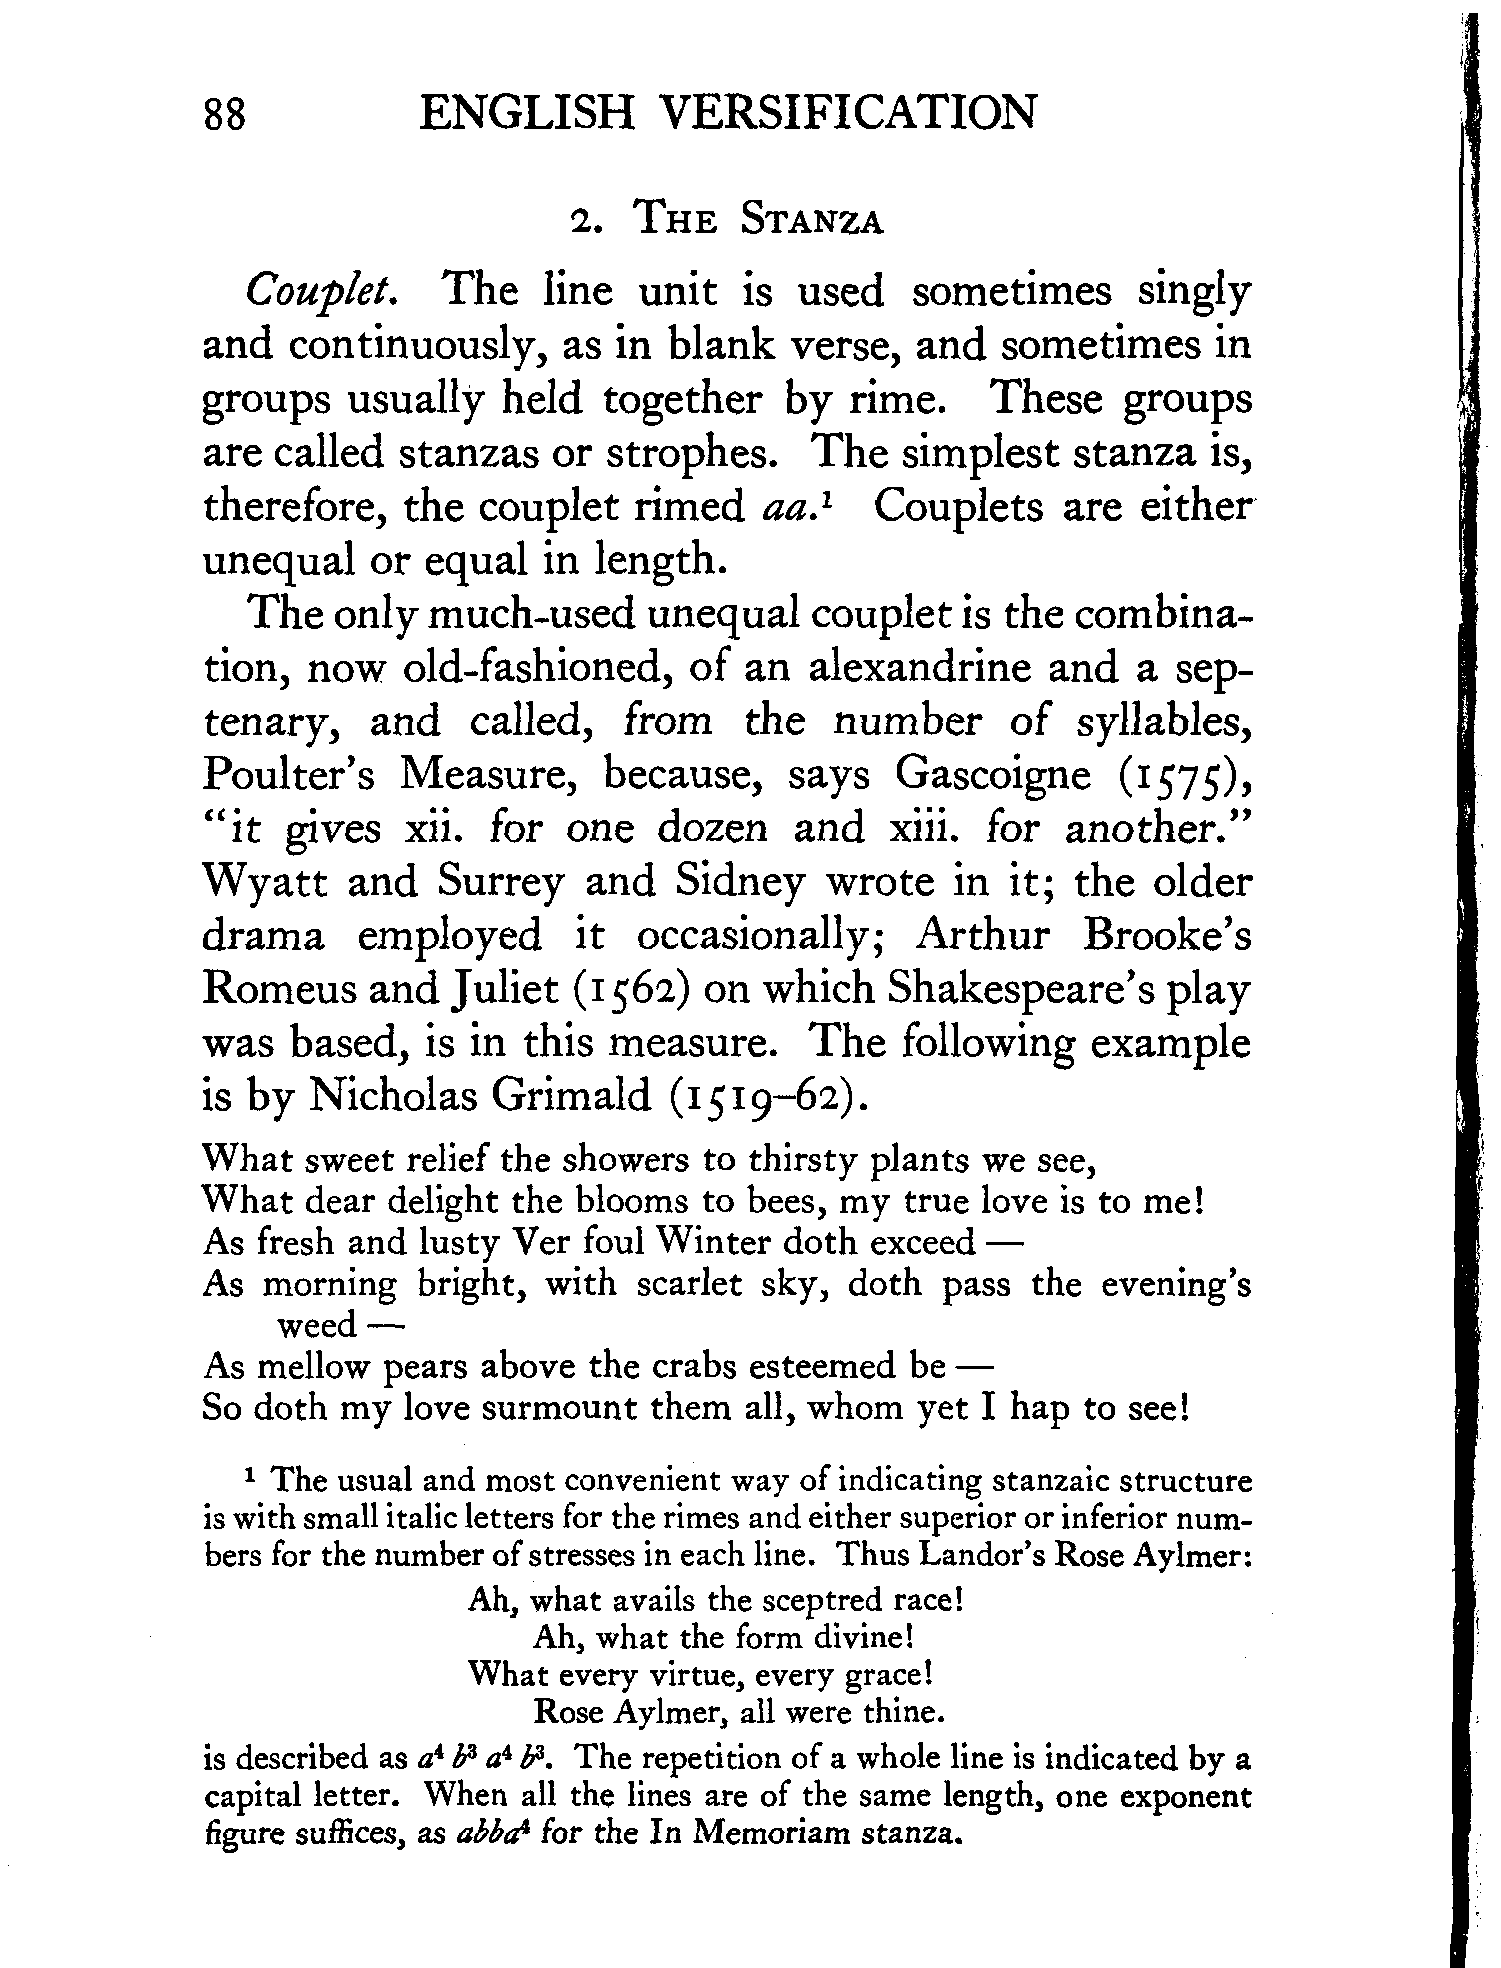 88 ENGLISH VERSIFICATION
2. THE STANZA
Couplet. The line unit is used sometimes singly
and continuously, as in blank verse, and sometimes in
groups usually held together by rime. These groups
are called stanzas or strophes. The simplest stanza is,
therefore, the couplet rimed aa.¹ Couplets are either
unequal or equal in length.
The only much-used unequal couplet is the combina-
tion, now old-fashioned, of an alexandrine and a sep-
tenary, and called, from the number of syllables,
Poulter's Measure, because, says Gascoigne (1575),
“it gives xii. for one dozen and xiii. for another.”
Wyatt and Surrey and Sidney wrote in it; the older
drama employed it occasionally; Arthur Brooke's
Romeus and Juliet (1562) on which Shakespeare's play
was based, is in this measure. The following example
is by Nicholas Grimald (1519–62).
What sweet relief the showers to thirsty plants we see,
What dear delight the blooms to bees, my true love is to me!
As fresh and lusty Ver foul Winter doth exceed —
As morning bright, with scarlet sky, doth pass the evening's
weed —
As mellow pears above the crabs esteemed be —
So doth my love surmount them all, whom yet I hap to see!
¹ The usual and most convenient way of indicating stanzaic structure
is with small italic letters for the rimes and either superior or inferior num-
bers for the number of stresses in each line. Thus Landor's Rose Aylmer:
Ah, what avails the sceptred race!
Ah, what the form divine!
What every virtue, every grace!
Rose Aylmer, all were thine.
is described as a⁴ b³ a⁴ b³. The repetition of a whole line is indicated by a
capital letter. When all the lines are of the same length, one exponent
figure suffices, as abba⁴ for the In Memoriam stanza.